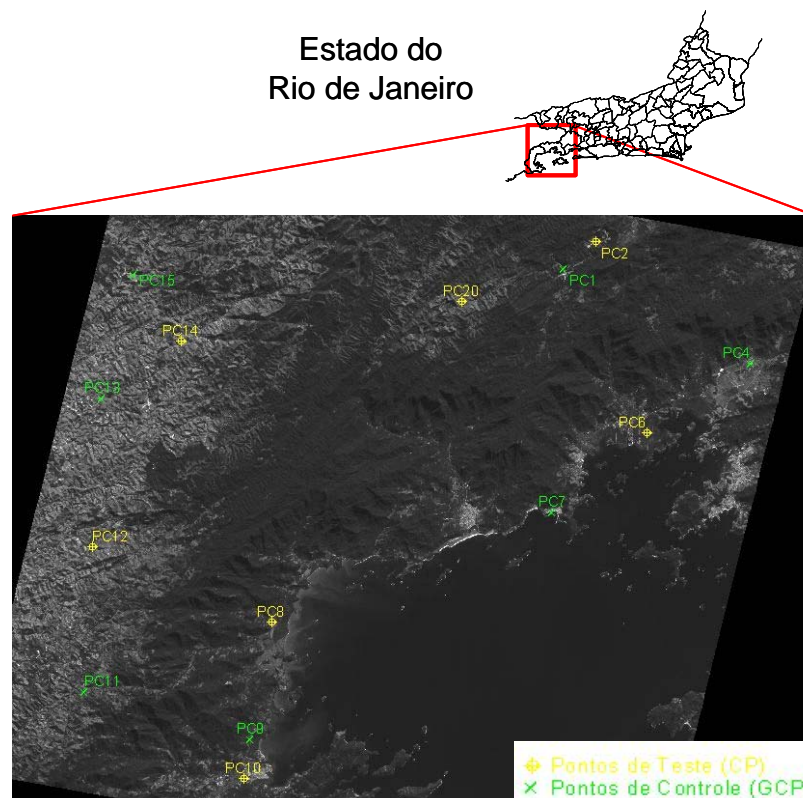 Estado do
Rio de Janeiro
PC2
PC15
PC1
PC20
PC14
PC4
PC13
PC6
PC7
PC12
PC8
PC11
PC9
PC10
Pontos de Teste (CP)
Pontos de Controle (GCP